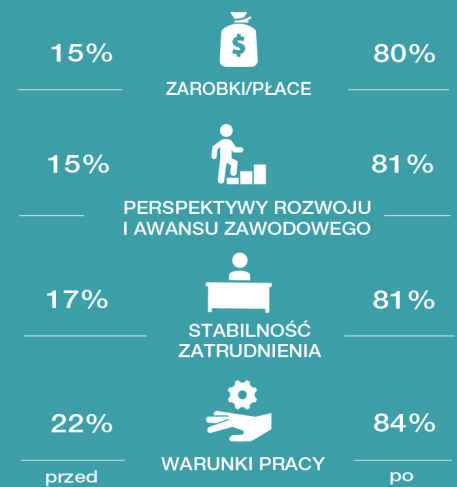 15%
$
80%
ZAROBKI/PŁACE
15%
81%
PERSPEKTYWY ROZWOJU
I AWANSU ZAWODOWEGO
17%
81%
STABILNOŚĆ
ZATRUDNIENIA
22%
84%
WARUNKI PRACY
przed
po